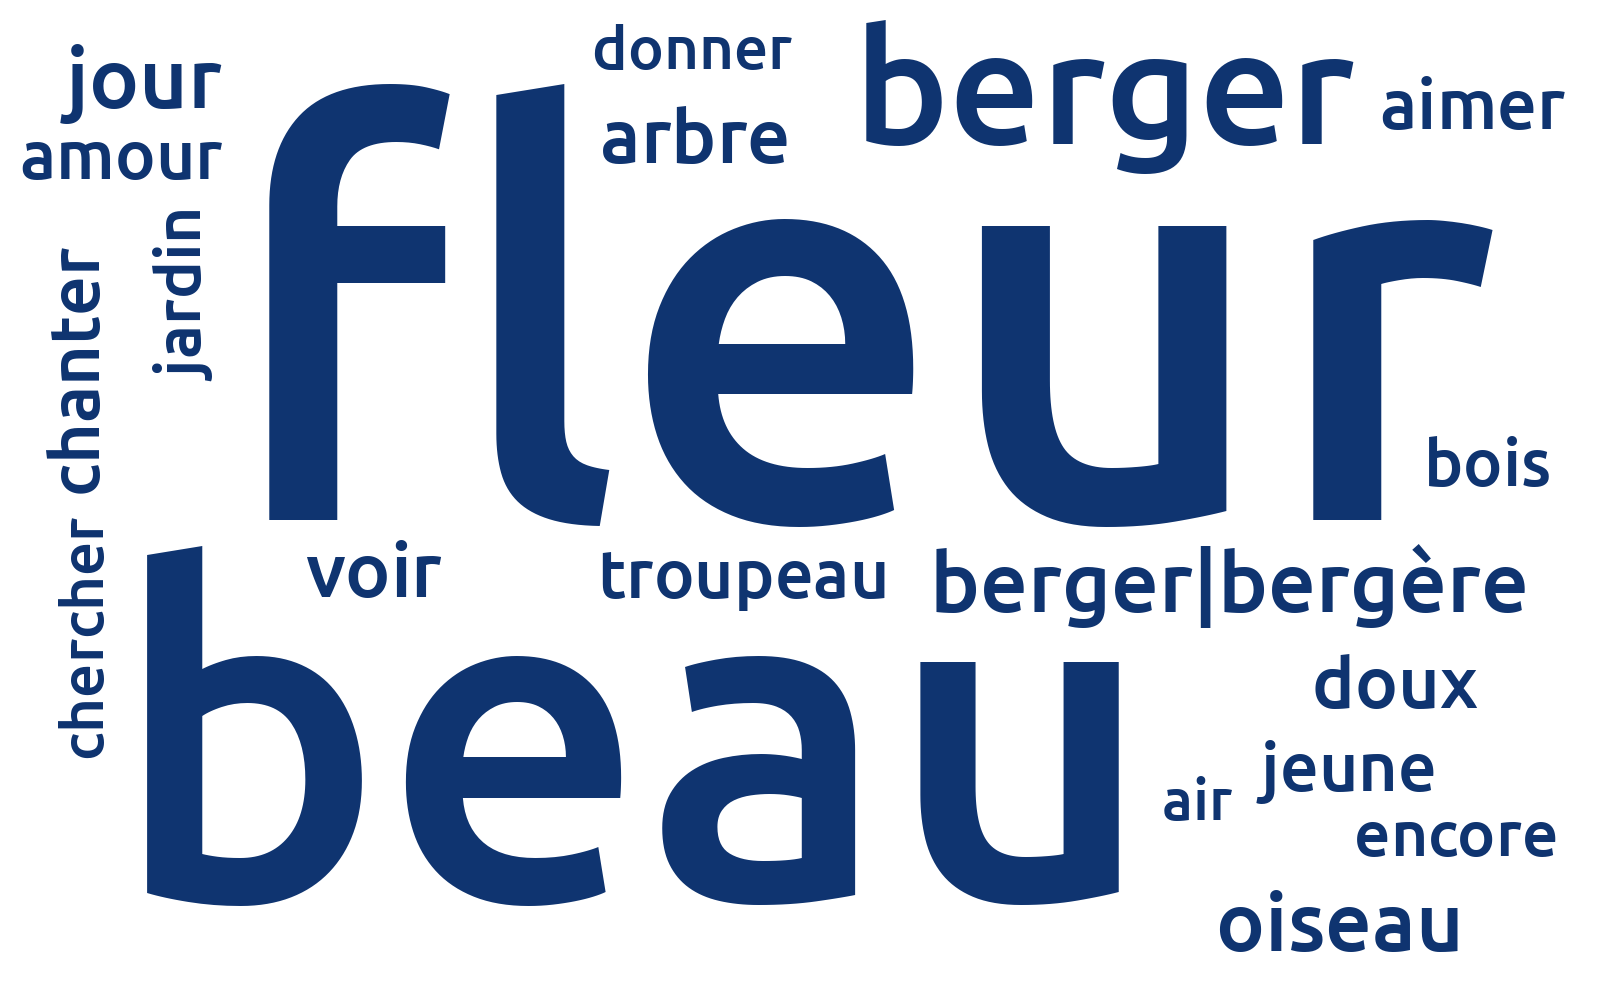 jour
donner
berger
aimer
amour
arbre
fleur
jardin
chanter
bois
chercher
voir
troupeau
berger|bergère
beau
doux
jeune
air
encore
oiseau